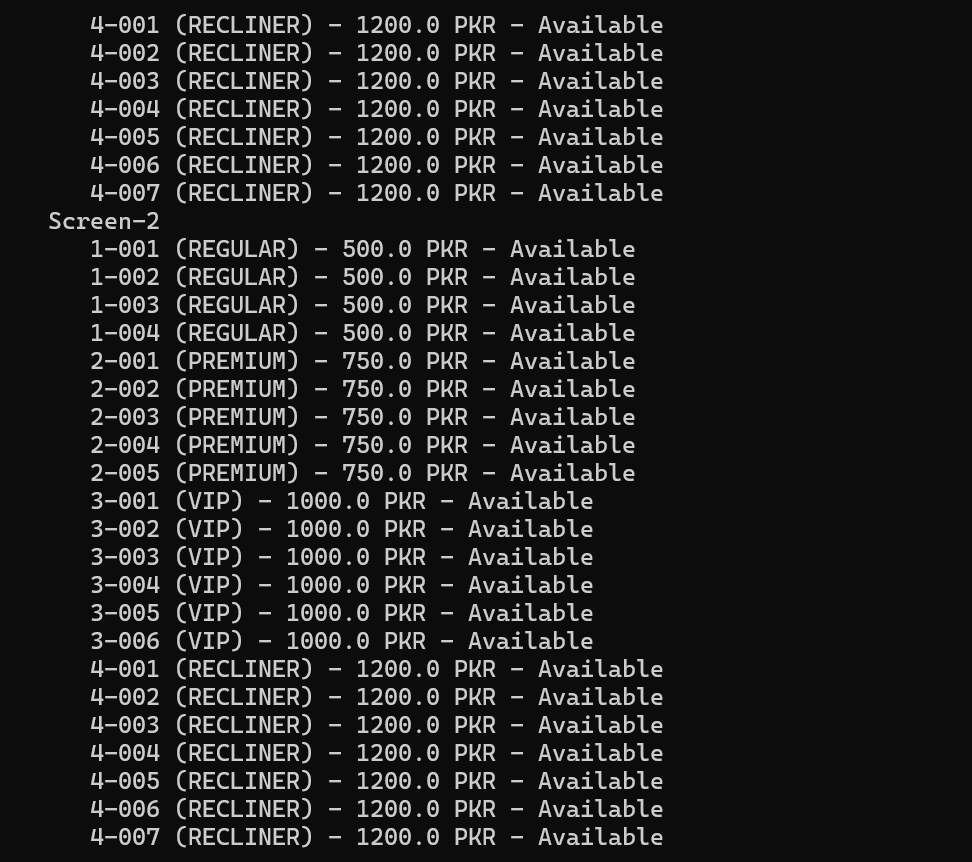 4-001 (RECLINER) - 1200.0 PKR - Available
4-002 (RECLINER) - 1200.0 PKR - Available
4-003 (RECLINER) - 1200.0 PKR - Available
4-004 (RECLINER) - 1200.0 PKR - Available
4-005 (RECLINER) - 1200.0 PKR - Available
4-006 (RECLINER) - 1200.0 PKR - Available
4-007 (RECLINER) - 1200.0 PKR - Available
Screen-2
1-001 (REGULAR) - 500.0 PKR - Available
1-002 (REGULAR) - 500.0 PKR - Available
1-003 (REGULAR) - 500.0 PKR - Available
1-004 (REGULAR) - 500.0 PKR - Available
2-001 (PREMIUM) - 750.0 PKR - Available
2-002 (PREMIUM) - 750.0 PKR - Available
2-003 (PREMIUM) - 750.0 PKR - Available
2-004 (PREMIUM) - 750.0 PKR - Available
2-005 (PREMIUM) - 750.0 PKR - Available
3-001 (VIP) - 1000.0 PKR - Available
3-002 (VIP) - 1000.0 PKR - Available
3-003 (VIP) - 1000.0 PKR - Available
3-004 (VIP) - 1000.0 PKR - Available
3-005 (VIP) - 1000.0 PKR - Available
3-006 (VIP) - 1000.0 PKR - Available
4-001 (RECLINER) - 1200.0 PKR - Available
4-002 (RECLINER) - 1200.0 PKR - Available
4-003 (RECLINER) - 1200.0 PKR - Available
4-004 (RECLINER) - 1200.0 PKR - Available
4-005 (RECLINER) - 1200.0 PKR - Available
4-006 (RECLINER) - 1200.0 PKR - Available
4-007 (RECLINER) - 1200.0 PKR - Available